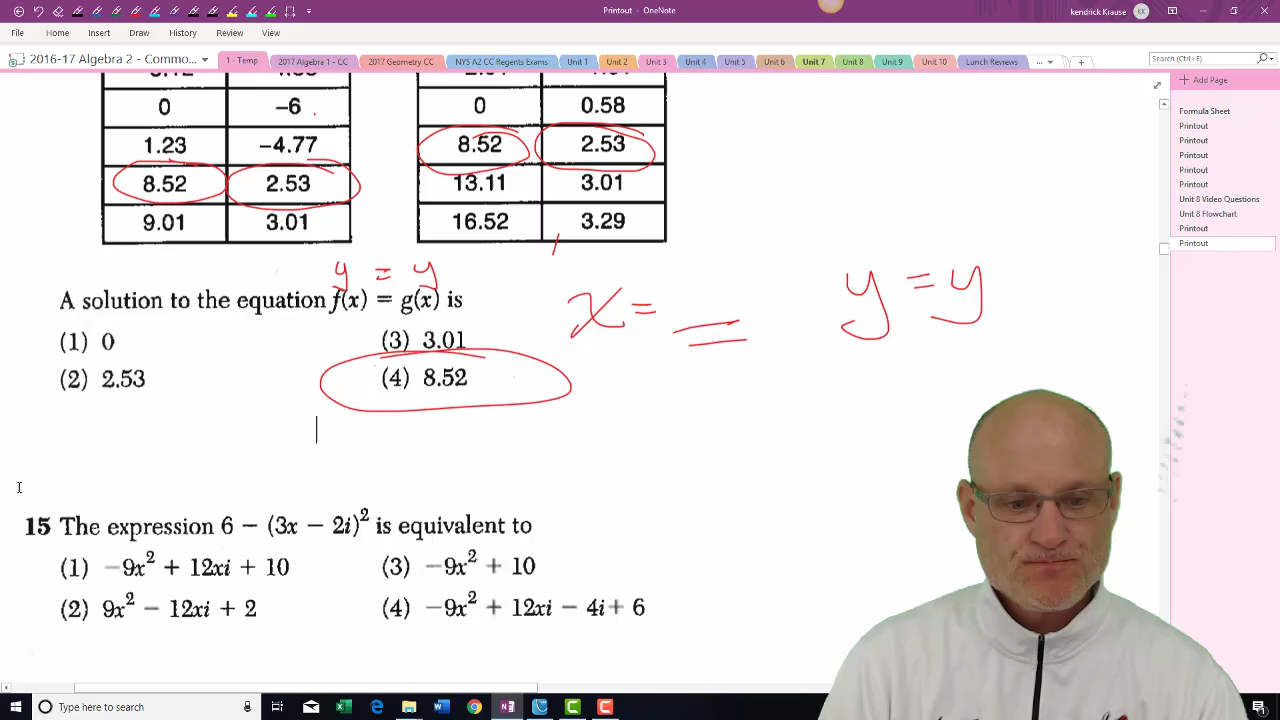 Printout - OneNote
kendrick Krause
KK
File Home Insert Draw History Review View
2016-17 Algebra 2 - Commo...
1 - Temp 2017 Algebra 1 - CC 2017 Geometry CC NYS A2 CC Regents Exams Unit 1 Unit 2 Unit 3 Unit 4 Unit 5 Unit 6 Unit 7 Unit 8 Unit 9 Unit 10 Lunch Reviews ...
Search (Ctrl+E)
Add Page
Formula Sheet
Printout
Printout
Printout
Printout
Printout
Unit 8 Video Questions
Unit 8 Flowchart
Printout
0 −6
1.23 −4.77
8.52 2.53
9.01 3.01
0 0.58
8.52 2.53
13.11 3.01
16.52 3.29
y = y
A solution to the equation f(x) = g(x) is
(1) 0 (3) 3.01
(2) 2.53 (4) 8.52
x =
y = y
15 The expression 6 − (3x − 2i)² is equivalent to
(1) −9x² + 12xi + 10 (3) −9x² + 10
(2) 9x² − 12xi + 2 (4) −9x² + 12xi − 4i + 6
Type here to search